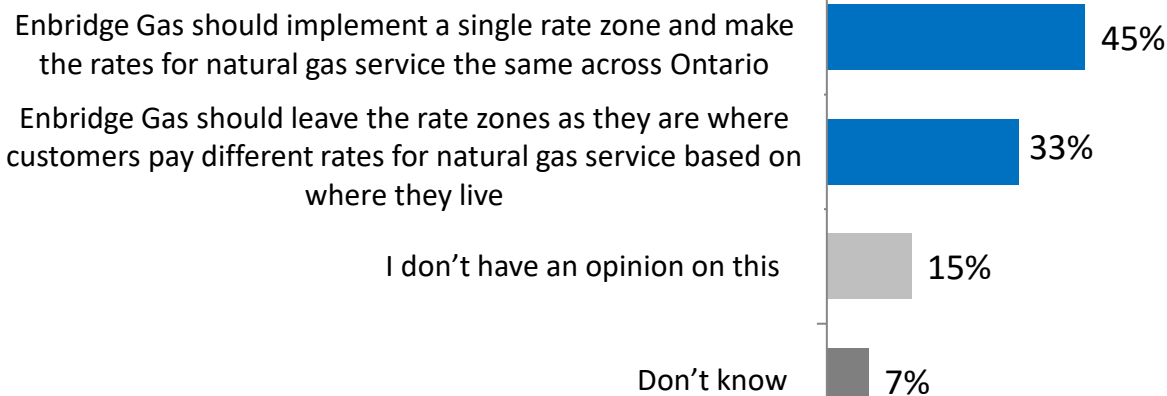 Enbridge Gas should implement a single rate zone and make
the rates for natural gas service the same across Ontario
45%
Enbridge Gas should leave the rate zones as they are where
customers pay different rates for natural gas service based on
where they live
33%
I don’t have an opinion on this
15%
Don’t know
7%